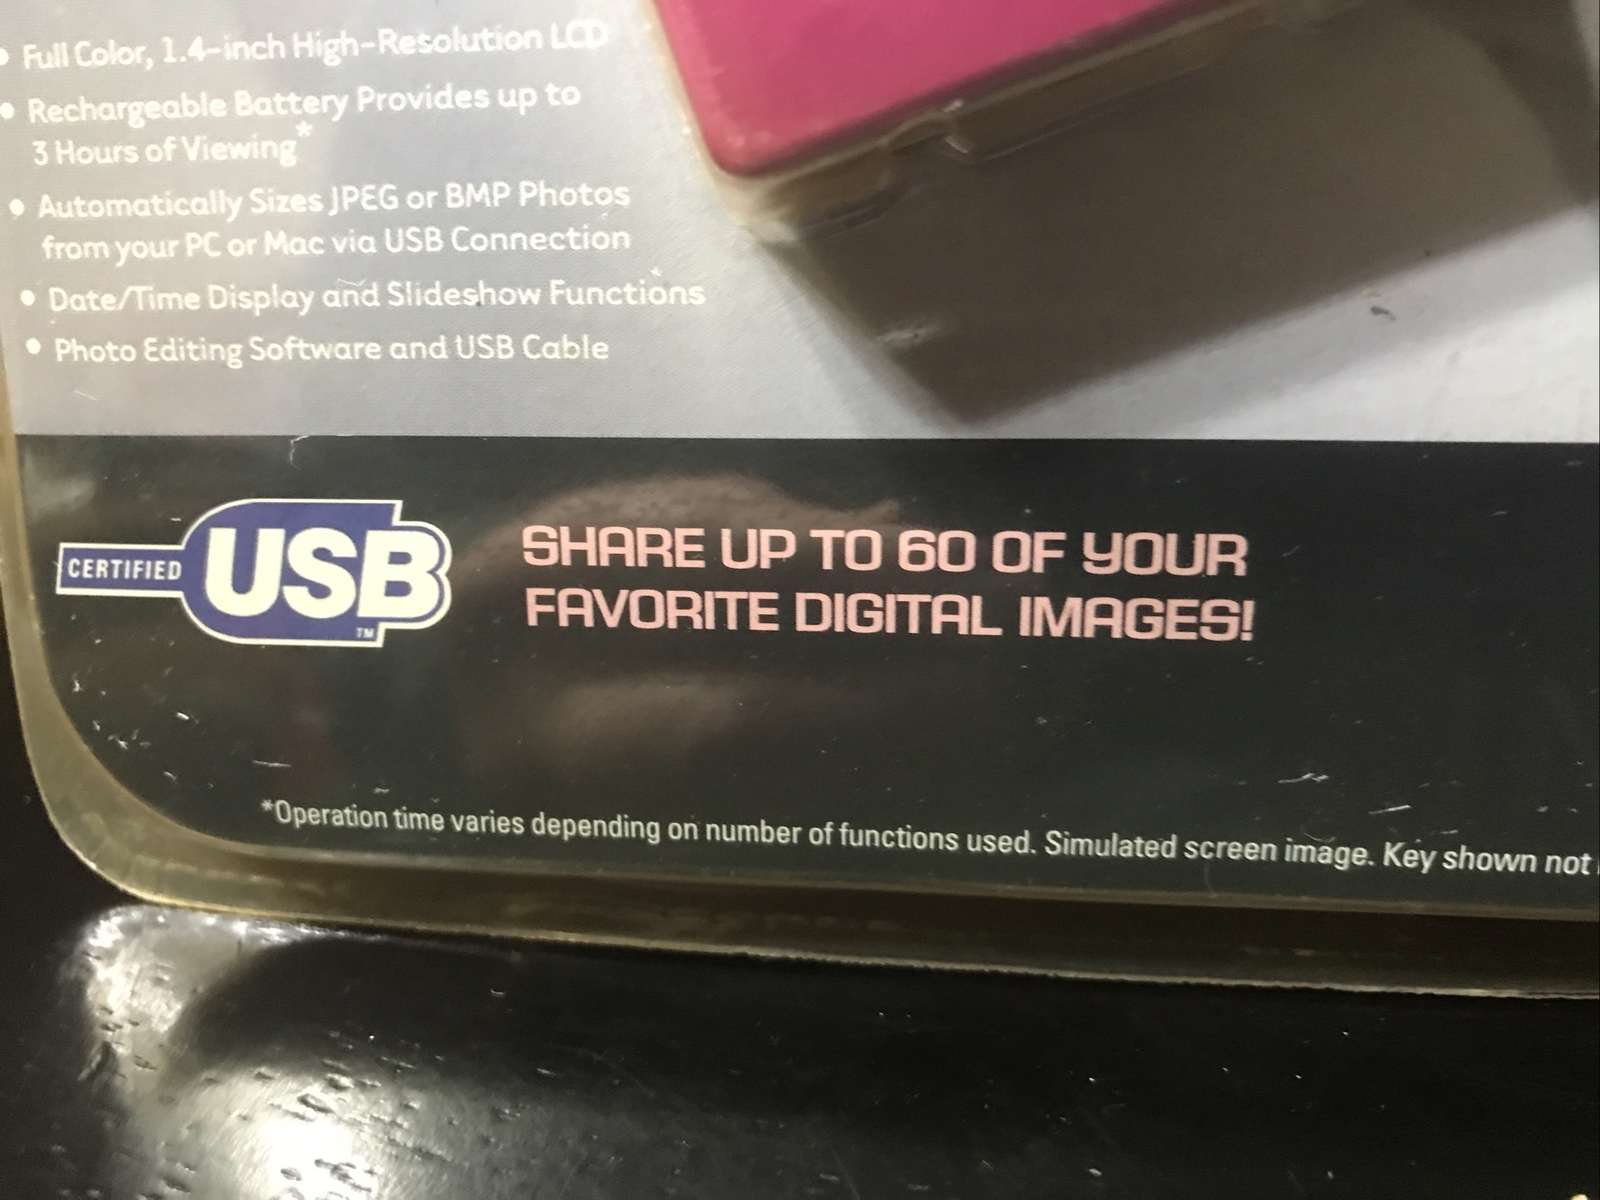 • Full Color, 1.4-inch High-Resolution LCD
• Rechargeable Battery Provides up to
3 Hours of Viewing*
• Automatically Sizes JPEG or BMP Photos
from your PC or Mac via USB Connection
• Date/Time Display and Slideshow Functions
• Photo Editing Software and USB Cable
CERTIFIED USB TM
SHARE UP TO 60 OF YOUR
FAVORITE DIGITAL IMAGES!
*Operation time varies depending on number of functions used. Simulated screen image. Key shown not